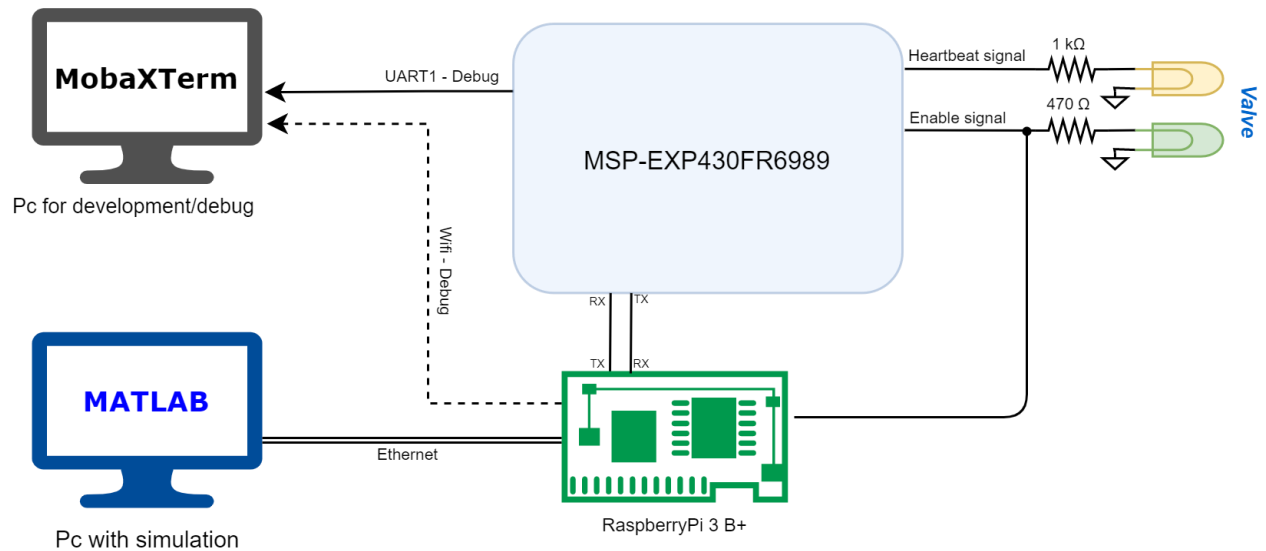 MobaXTerm
Pc for development/debug
UART1 - Debug
Wifi - Debug
MSP-EXP430FR6989
Heartbeat signal
1 kΩ
Enable signal
470 Ω
Valve
RX
TX
TX
RX
MATLAB
Pc with simulation
Ethernet
RaspberryPi 3 B+